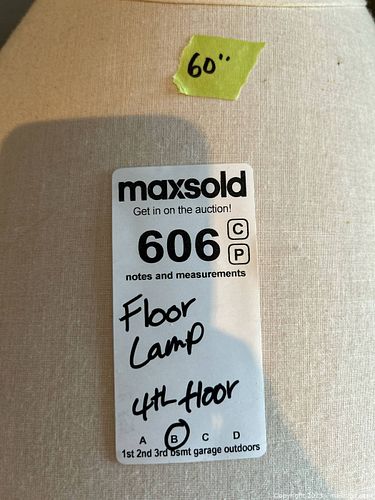 60"
maxsold
Get in on the auction!
606 C
P
notes and measurements
Floor
Lamp
4th floor
A B C D
1st 2nd 3rd bsmt garage outdoors